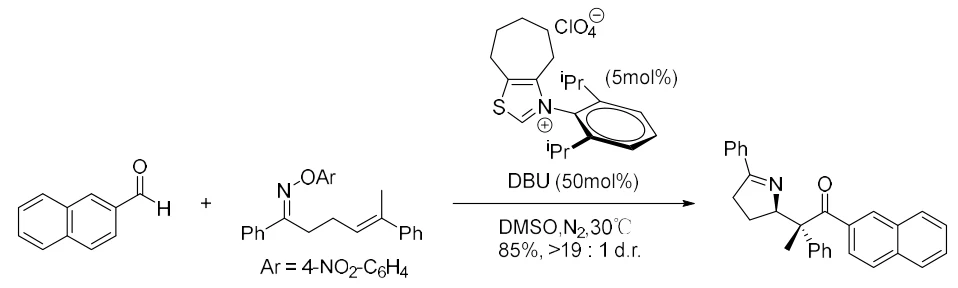 ClO₄⊖
iPr
(5mol%)
S
N
⊕
iPr
O
H
+
N
OAr
Ph
Ph
Ar = 4-NO₂-C₆H₄
DBU (50mol%)
DMSO,N₂,30℃
85%, >19 : 1 d.r.
Ph
N
O
Ph